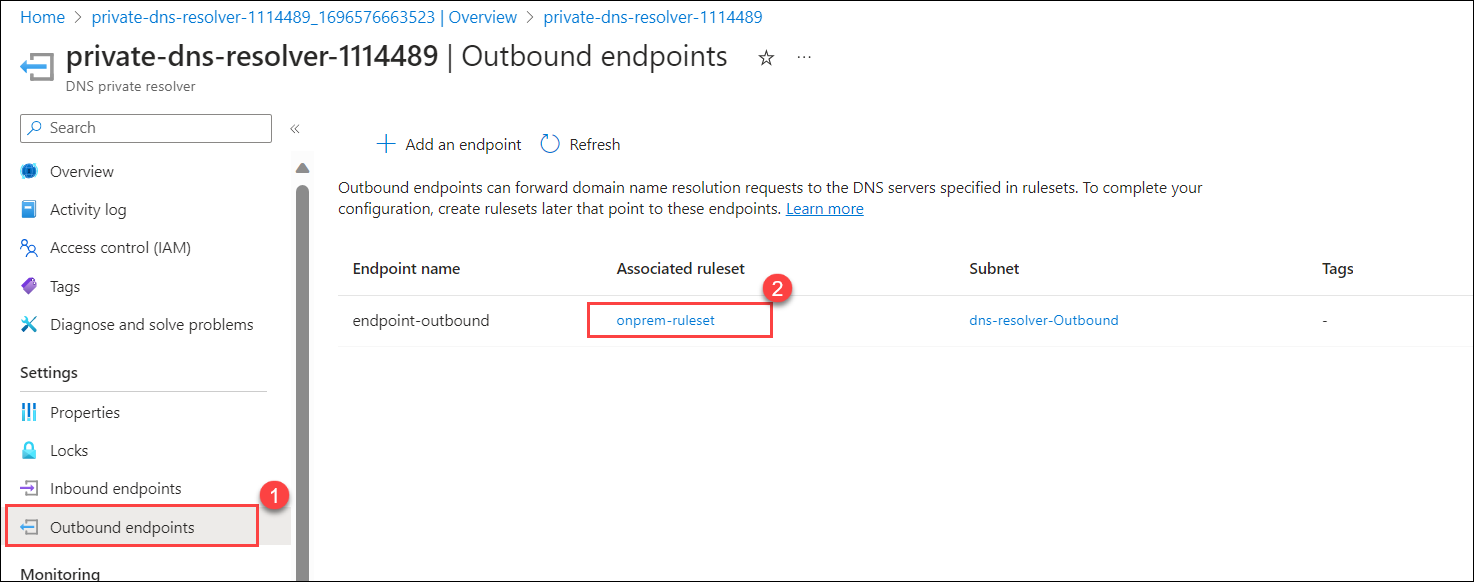 Home > private-dns-resolver-1114489_1696576663523 | Overview > private-dns-resolver-1114489
private-dns-resolver-1114489 | Outbound endpoints ☆ ···
DNS private resolver
Search «
Overview
Activity log
Access control (IAM)
Tags
Diagnose and solve problems
Settings
Properties
Locks
Inbound endpoints
1
Outbound endpoints
Monitoring
Add an endpoint Refresh
Outbound endpoints can forward domain name resolution requests to the DNS servers specified in rulesets. To complete your
configuration, create rulesets later that point to these endpoints. Learn more
Endpoint name Associated ruleset Subnet Tags
2
endpoint-outbound onprem-ruleset dns-resolver-Outbound -